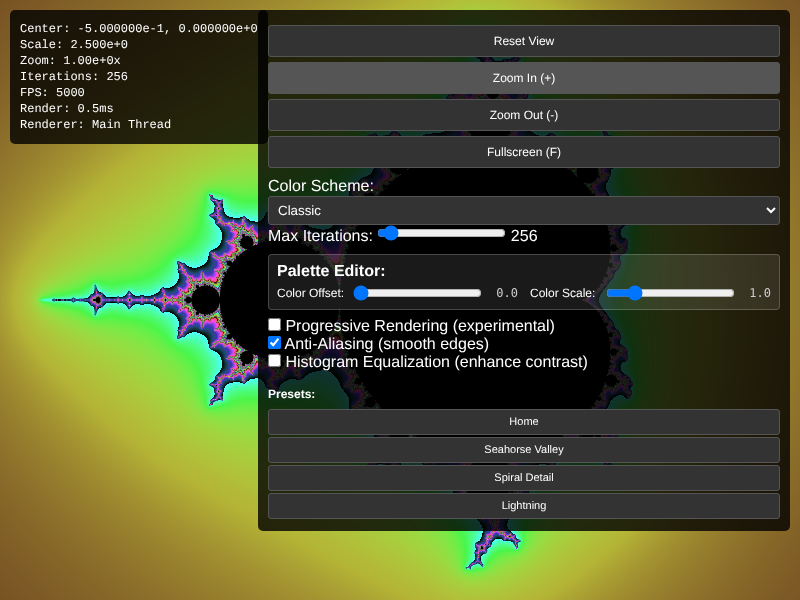 Center: -5.000000e-1, 0.000000e+0
Scale: 2.500e+0
Zoom: 1.00e+0x
Iterations: 256
FPS: 5000
Render: 0.5ms
Renderer: Main Thread
Reset View
Zoom In (+)
Zoom Out (-)
Fullscreen (F)
Color Scheme:
Classic
Max Iterations: 256
Palette Editor:
Color Offset: 0.0 Color Scale: 1.0
Progressive Rendering (experimental)
Anti-Aliasing (smooth edges)
Histogram Equalization (enhance contrast)
Presets:
Home
Seahorse Valley
Spiral Detail
Lightning